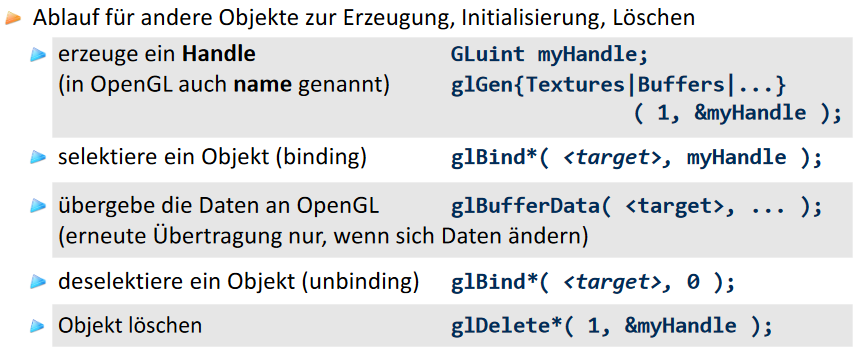 Ablauf für andere Objekte zur Erzeugung, Initialisierung, Löschen
erzeuge ein Handle GLuint myHandle;
(in OpenGL auch name genannt) glGen{Textures|Buffers|...}
( 1, &myHandle );
selektiere ein Objekt (binding) glBind*( <target>, myHandle );
übergebe die Daten an OpenGL glBufferData( <target>, ... );
(erneute Übertragung nur, wenn sich Daten ändern)
deselektiere ein Objekt (unbinding) glBind*( <target>, 0 );
Objekt löschen glDelete*( 1, &myHandle );